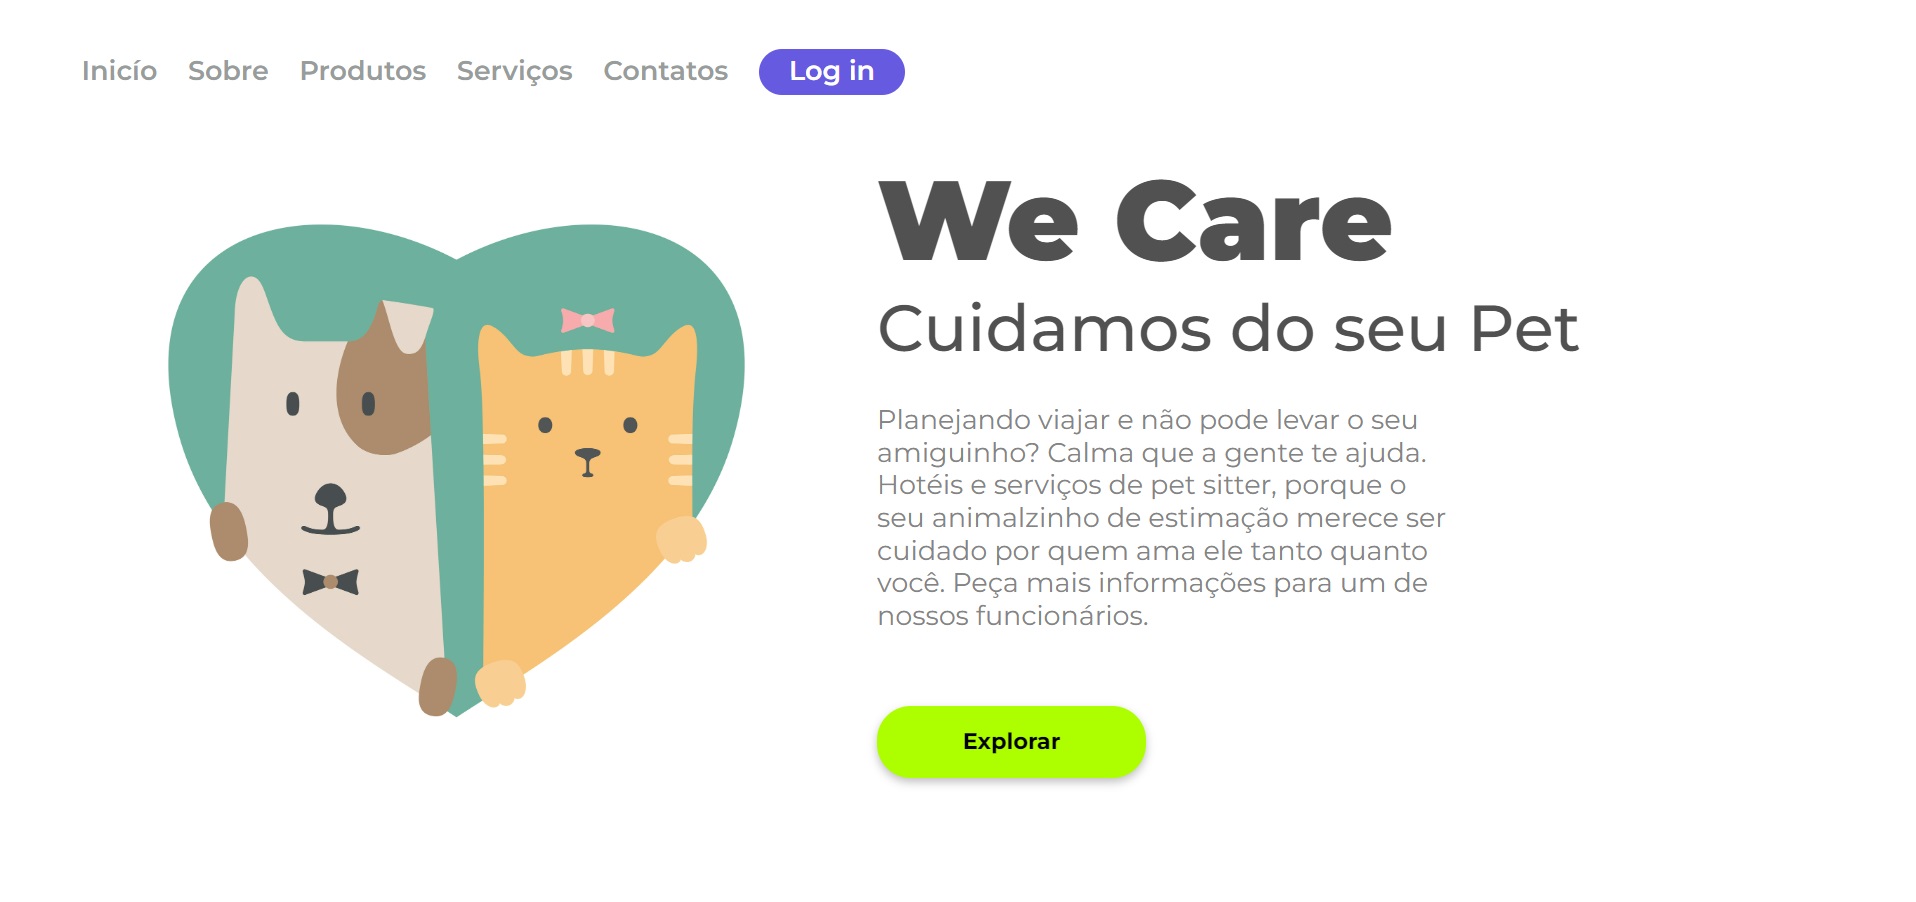 Inicío Sobre Produtos Serviços Contatos Log in
We Care
Cuidamos do seu Pet
Planejando viajar e não pode levar o seu
amiguinho? Calma que a gente te ajuda.
Hotéis e serviços de pet sitter, porque o
seu animalzinho de estimação merece ser
cuidado por quem ama ele tanto quanto
você. Peça mais informações para um de
nossos funcionários.
Explorar